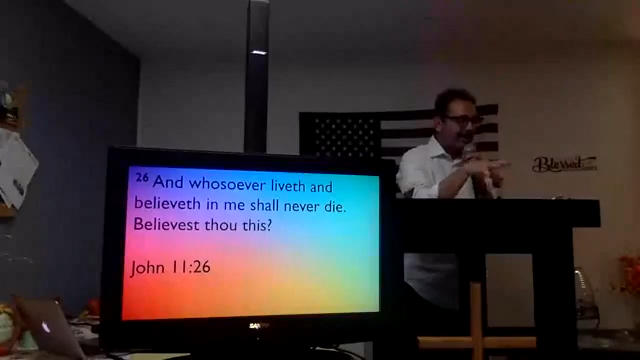 26 And whosoever liveth and
believeth in me shall never die.
Believest thou this?
John 11:26
SANYO
Blessed